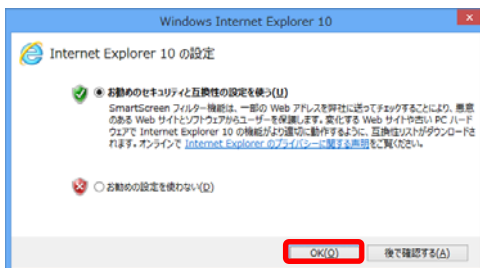 Windows Internet Explorer 10
Internet Explorer 10 の設定
お勧めのセキュリティと互換性の設定を使う(U)
SmartScreen フィルター機能は、一部の Web アドレスを弊社に送ってチェックすることにより、悪意
のある Web サイトとソフトウェアからユーザーを保護します。変化する Web サイトや古い PC ハード
ウェアで Internet Explorer 10 の機能がより適切に動作するように、互換性リストがダウンロードさ
れます。オンラインで Internet Explorer のプライバシーに関する声明をご覧ください。
お勧めの設定を使わない(D)
OK(O)
後で確認する(A)